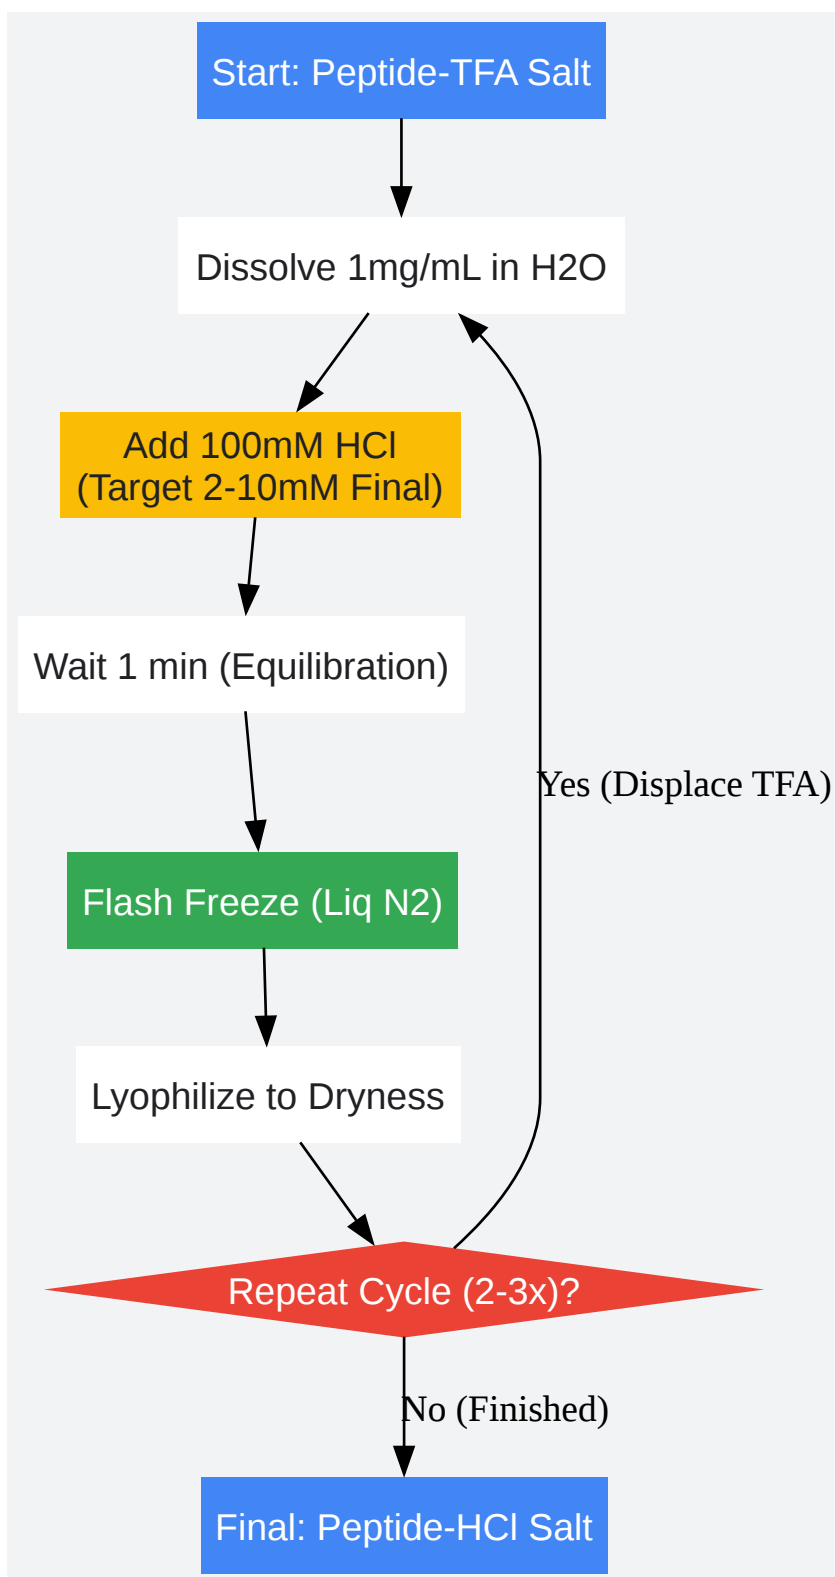 Start: Peptide-TFA Salt
Dissolve 1mg/mL in H2O
Add 100mM HCl
(Target 2-10mM Final)
Wait 1 min (Equilibration)
Yes (Displace TFA)
Flash Freeze (Liq N2)
Lyophilize to Dryness
Repeat Cycle (2-3x)?
No (Finished)
Final: Peptide-HCl Salt